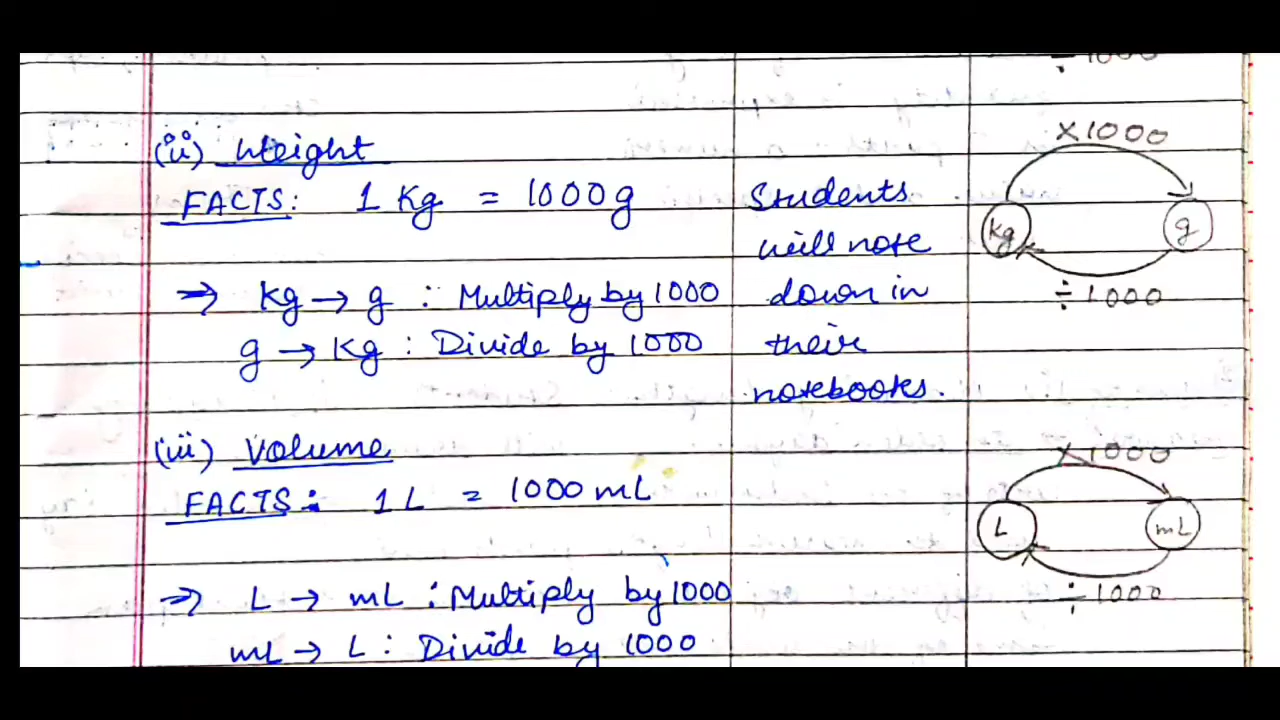 ÷1000
(ii) Weight
FACTS: 1 Kg = 1000g
⇒ Kg → g : Multiply by 1000
g → Kg : Divide by 1000
Students
will note
down in
their
notebooks.
×1000
Kg
g
÷1000
(iii) Volume
FACTS: 1 L = 1000 mL
⇒ L → mL : Multiply by 1000
mL → L : Divide by 1000
×1000
L
mL
÷1000